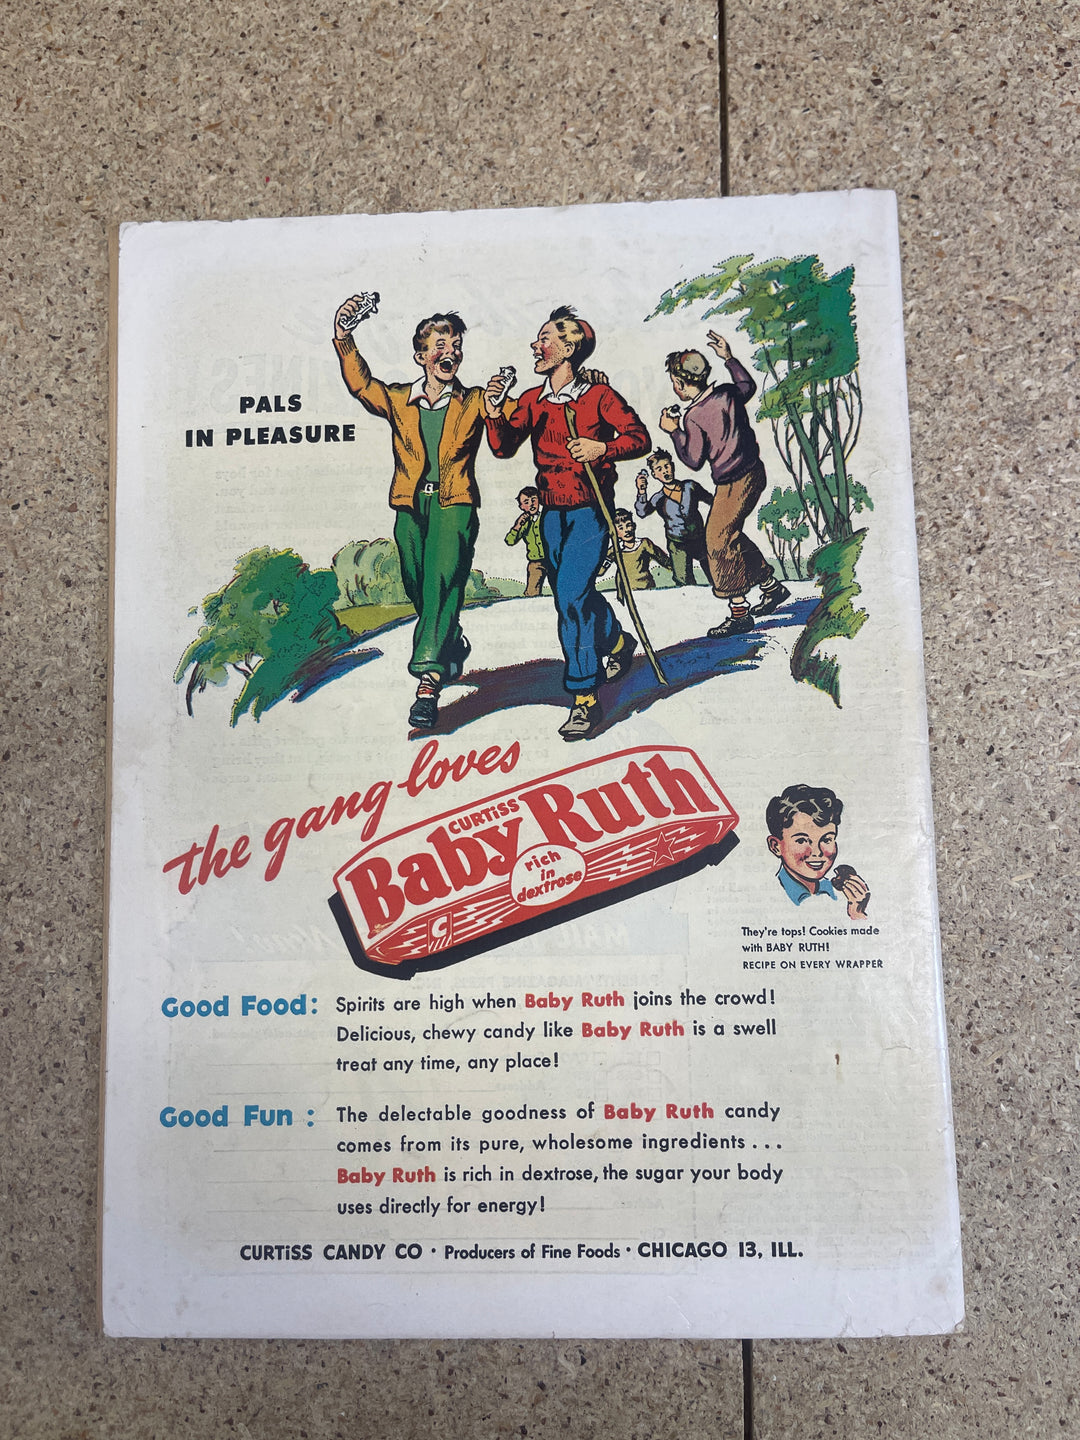 PALS
IN PLEASURE
the gang loves
CURTiSS
Baby Ruth
rich
in
dextrose
C
They're tops! Cookies made
with BABY RUTH!
RECIPE ON EVERY WRAPPER
Good Food: Spirits are high when Baby Ruth joins the crowd!
Delicious, chewy candy like Baby Ruth is a swell
treat any time, any place!
Good Fun : The delectable goodness of Baby Ruth candy
comes from its pure, wholesome ingredients . . .
Baby Ruth is rich in dextrose, the sugar your body
uses directly for energy!
CURTiSS CANDY CO • Producers of Fine Foods • CHICAGO 13, ILL.